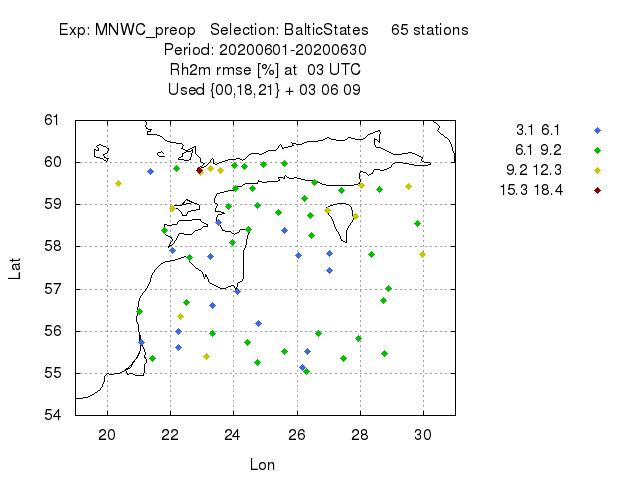 Exp: MNWC_preop   Selection: BalticStates     65 stations
Period: 20200601-20200630
Rh2m rmse [%] at  03 UTC
Used {00,18,21} + 03 06 09
3.1 6.1
6.1 9.2
9.2 12.3
15.3 18.4
61
60
59
58
57
56
55
54
Lat
20 22 24 26 28 30
Lon